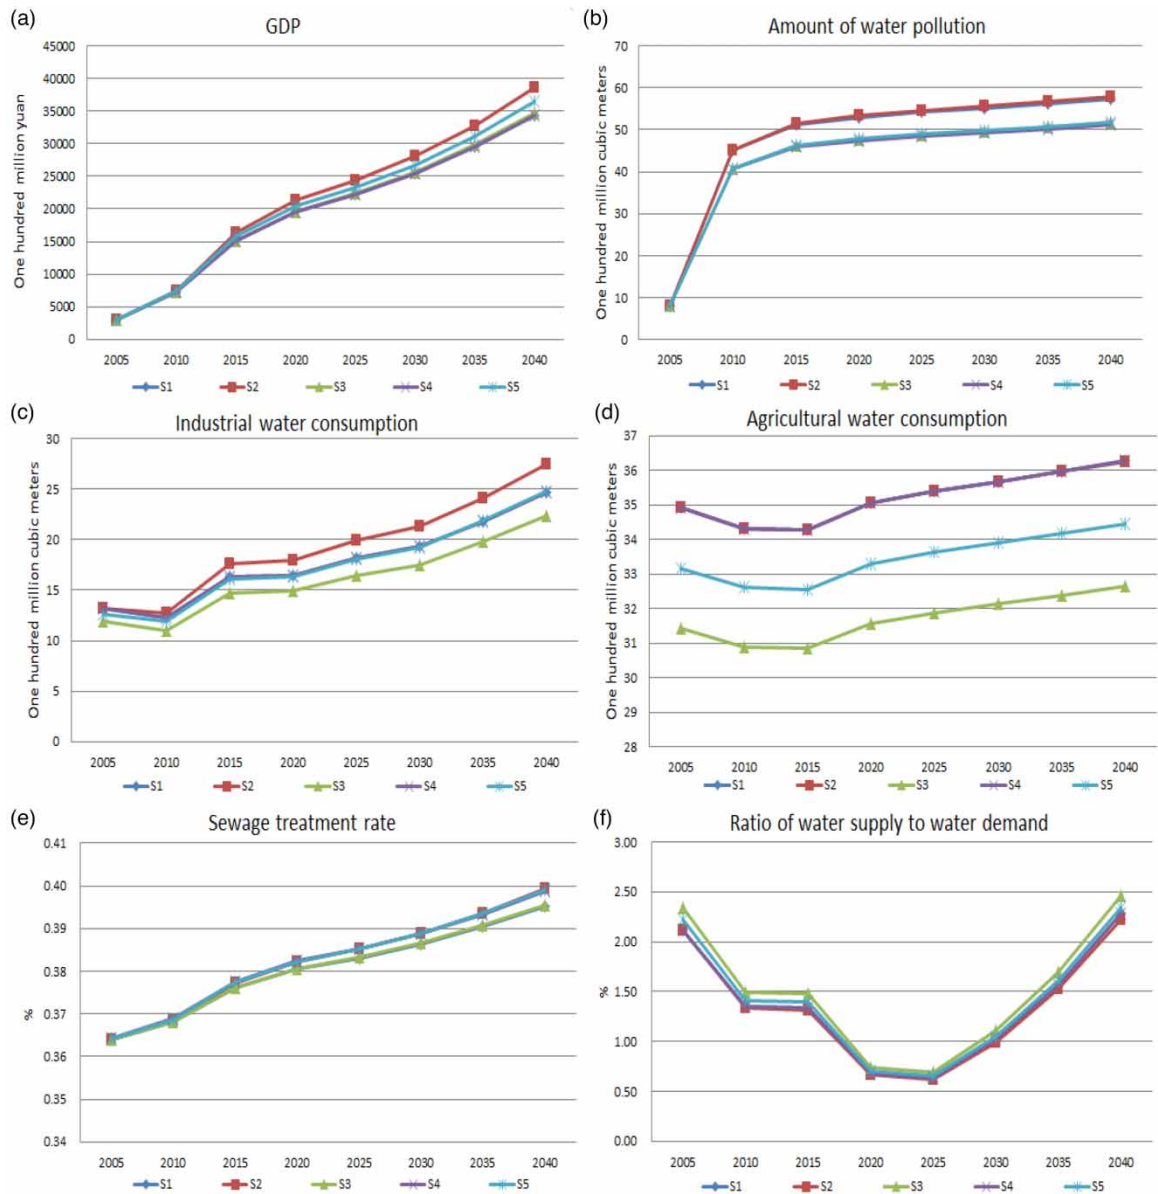 (a)
GDP
One hundred million yuan
45000
40000
35000
30000
25000
20000
15000
10000
5000
0
2005 2010 2015 2020 2025 2030 2035 2040
S1 S2 S3 S4 S5
(b)
Amount of water pollution
One hundred million cubic meters
70
60
50
40
30
20
10
0
2005 2010 2015 2020 2025 2030 2035 2040
S1 S2 S3 S4 S5
(c)
Industrial water consumption
One hundred million cubic meters
30
25
20
15
10
5
0
2005 2010 2015 2020 2025 2030 2035 2040
S1 S2 S3 S4 S5
(d)
Agricultural water consumption
One hundred million cubic meters
37
36
35
34
33
32
31
30
29
28
2005 2010 2015 2020 2025 2030 2035 2040
S1 S2 S3 S4 S5
(e)
Sewage treatment rate
%
0.41
0.40
0.39
0.38
0.37
0.36
0.35
0.34
2005 2010 2015 2020 2025 2030 2035 2040
S1 S2 S3 S4 S5
(f)
Ratio of water supply to water demand
%
3.00
2.50
2.00
1.50
1.00
0.50
0.00
2005 2010 2015 2020 2025 2030 2035 2040
S1 S2 S3 S4 S5